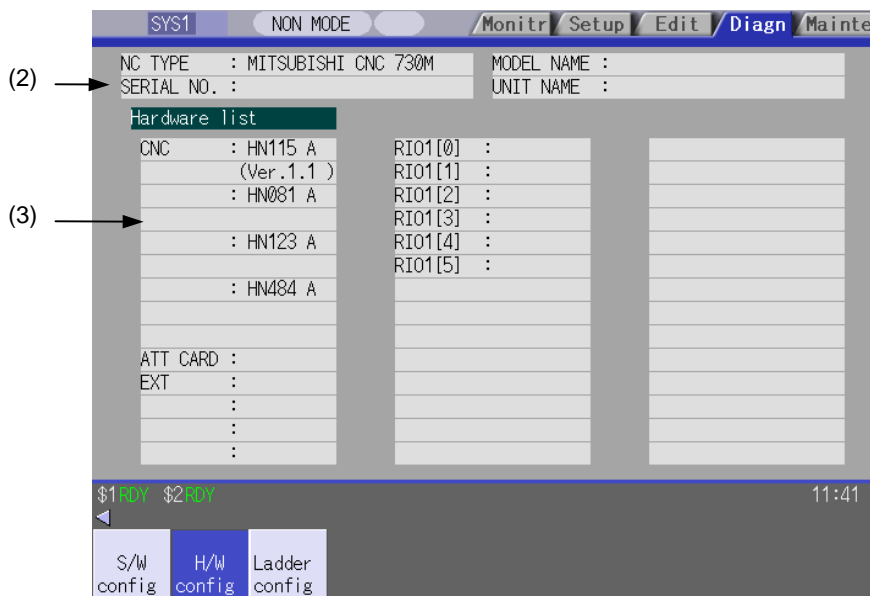 SYS1 NON MODE Monitr Setup Edit Diagn Mainte
NC TYPE : MITSUBISHI CNC 730M MODEL NAME :
(2) SERIAL NO. : UNIT NAME :
Hardware list
CNC : HN115 A RIO1[0] :
(Ver.1.1 ) RIO1[1] :
: HN081 A RIO1[2] :
(3) RIO1[3] :
: HN123 A RIO1[4] :
RIO1[5] :
: HN484 A
ATT CARD :
EXT :
:
:
:
$1RDY $2RDY 11:41
S/W H/W Ladder
config config config